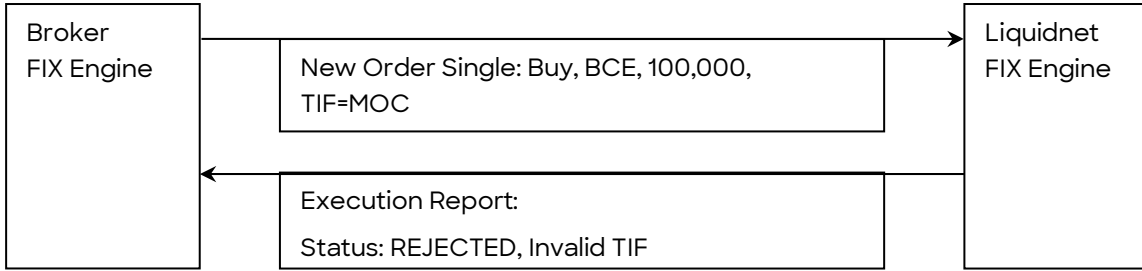 Broker
FIX Engine
New Order Single: Buy, BCE, 100,000,
TIF=MOC
Liquidnet
FIX Engine
Execution Report:
Status: REJECTED, Invalid TIF